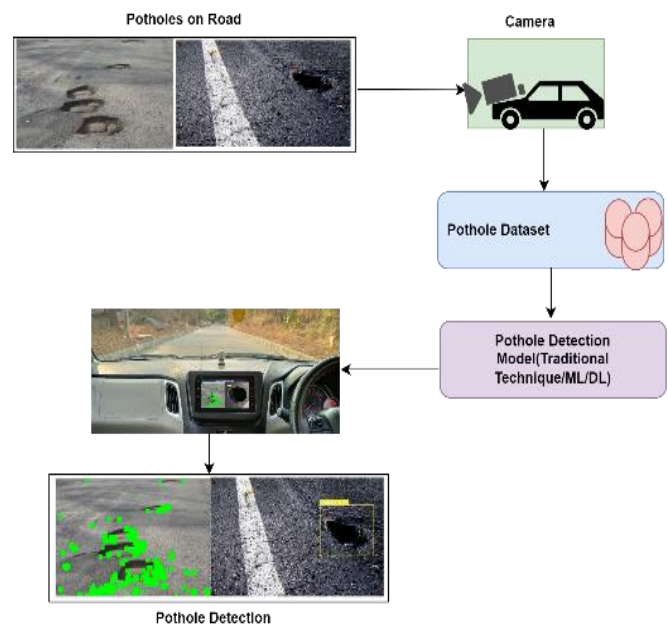 Potholes on Road
Camera
Pothole Dataset
Pothole Detection
Model(Traditional
Technique/ML/DL)
Pothole Detection